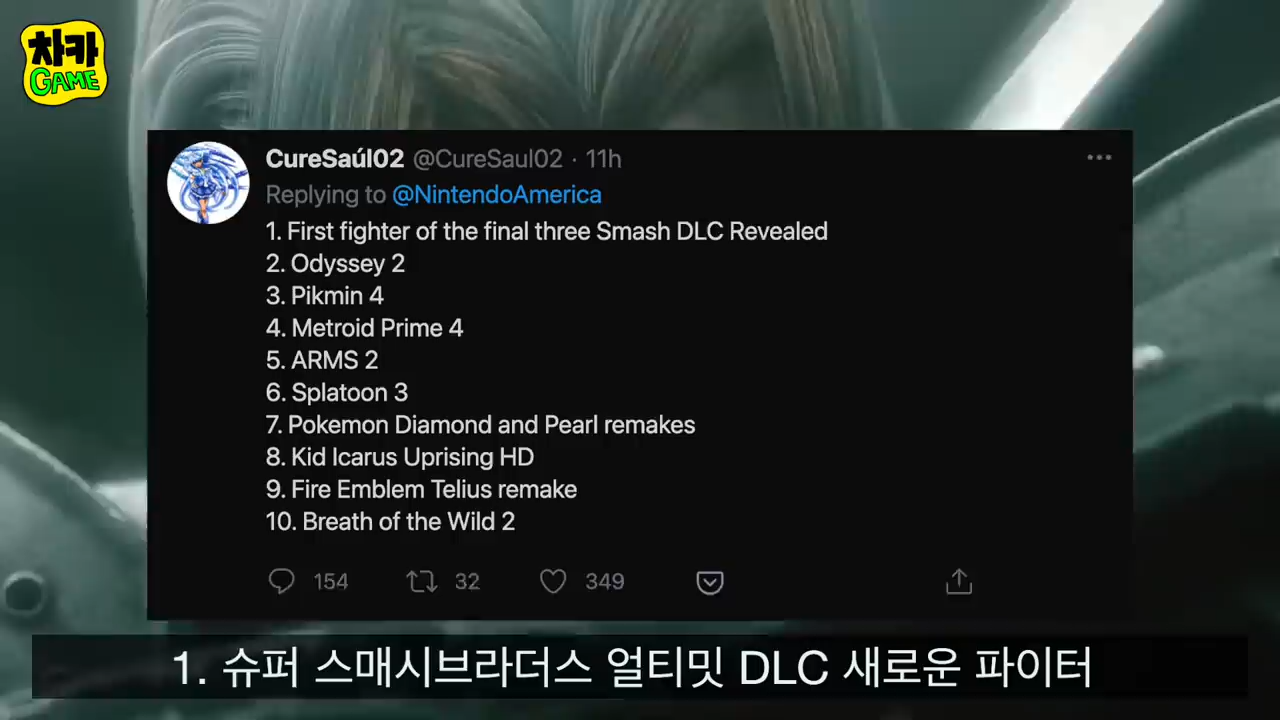 차카
GAME
CureSaúl02 @CureSaul02 · 11h
Replying to @NintendoAmerica
1. First fighter of the final three Smash DLC Revealed
2. Odyssey 2
3. Pikmin 4
4. Metroid Prime 4
5. ARMS 2
6. Splatoon 3
7. Pokemon Diamond and Pearl remakes
8. Kid Icarus Uprising HD
9. Fire Emblem Telius remake
10. Breath of the Wild 2
154 32 349
1. 슈퍼 스매시브라더스 얼티밋 DLC 새로운 파이터